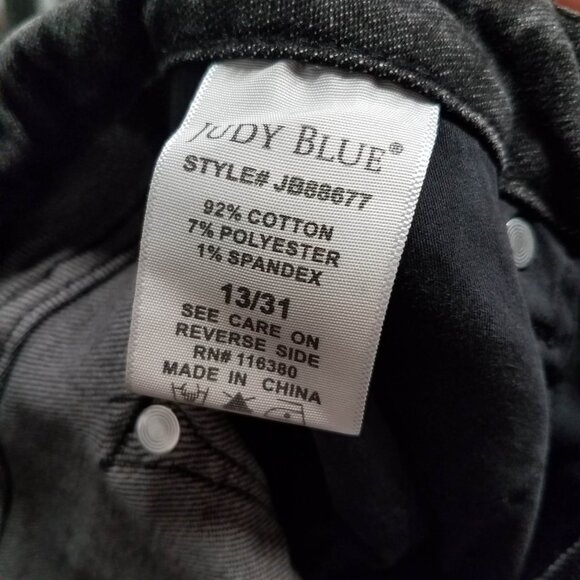 JUDY BLUE®
STYLE# JB88677
92% COTTON
7% POLYESTER
1% SPANDEX
13/31
SEE CARE ON
REVERSE SIDE
RN# 116380
MADE IN CHINA